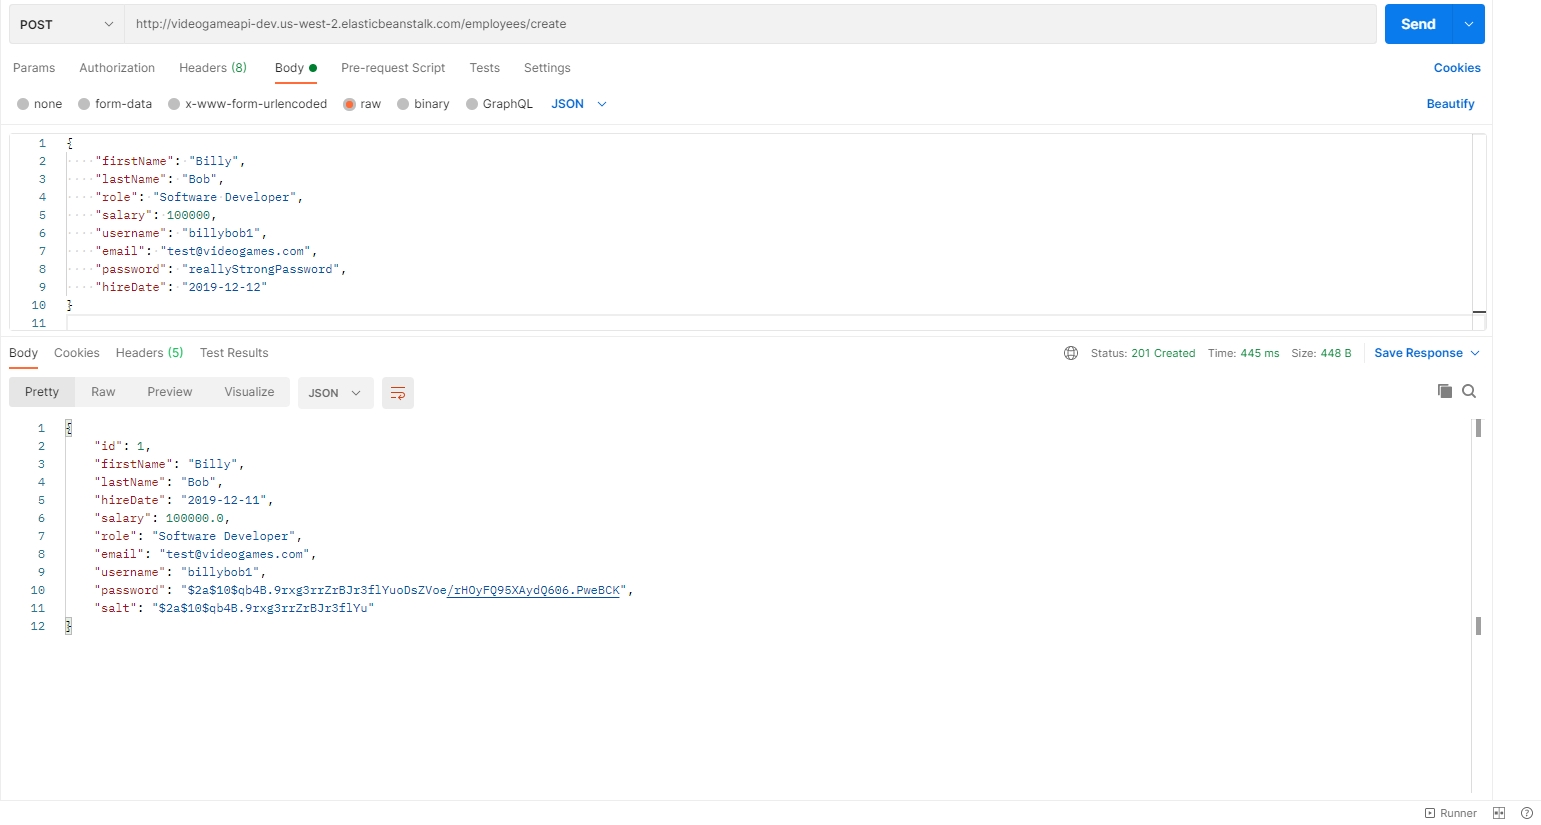 POST http://videogameapi-dev.us-west-2.elasticbeanstalk.com/employees/create Send
Params Authorization Headers (8) Body Pre-request Script Tests Settings Cookies
none form-data x-www-form-urlencoded raw binary GraphQL JSON Beautify
1 {
2 "firstName": "Billy",
3 "lastName": "Bob",
4 "role": "Software Developer",
5 "salary": 100000,
6 "username": "billybob1",
7 "email": "test@videogames.com",
8 "password": "reallyStrongPassword",
9 "hireDate": "2019-12-12"
10 }
11
Body Cookies Headers (5) Test Results Status: 201 Created Time: 445 ms Size: 448 B Save Response
Pretty Raw Preview Visualize JSON
1 {
2 "id": 1,
3 "firstName": "Billy",
4 "lastName": "Bob",
5 "hireDate": "2019-12-11",
6 "salary": 100000.0,
7 "role": "Software Developer",
8 "email": "test@videogames.com",
9 "username": "billybob1",
10 "password": "$2a$10$qb4B.9rxg3rrZrBJr3flYuoDsZVoe/rHOyFQ95XAydQ606.PweBCK",
11 "salt": "$2a$10$qb4B.9rxg3rrZrBJr3flYu"
12 }
Runner